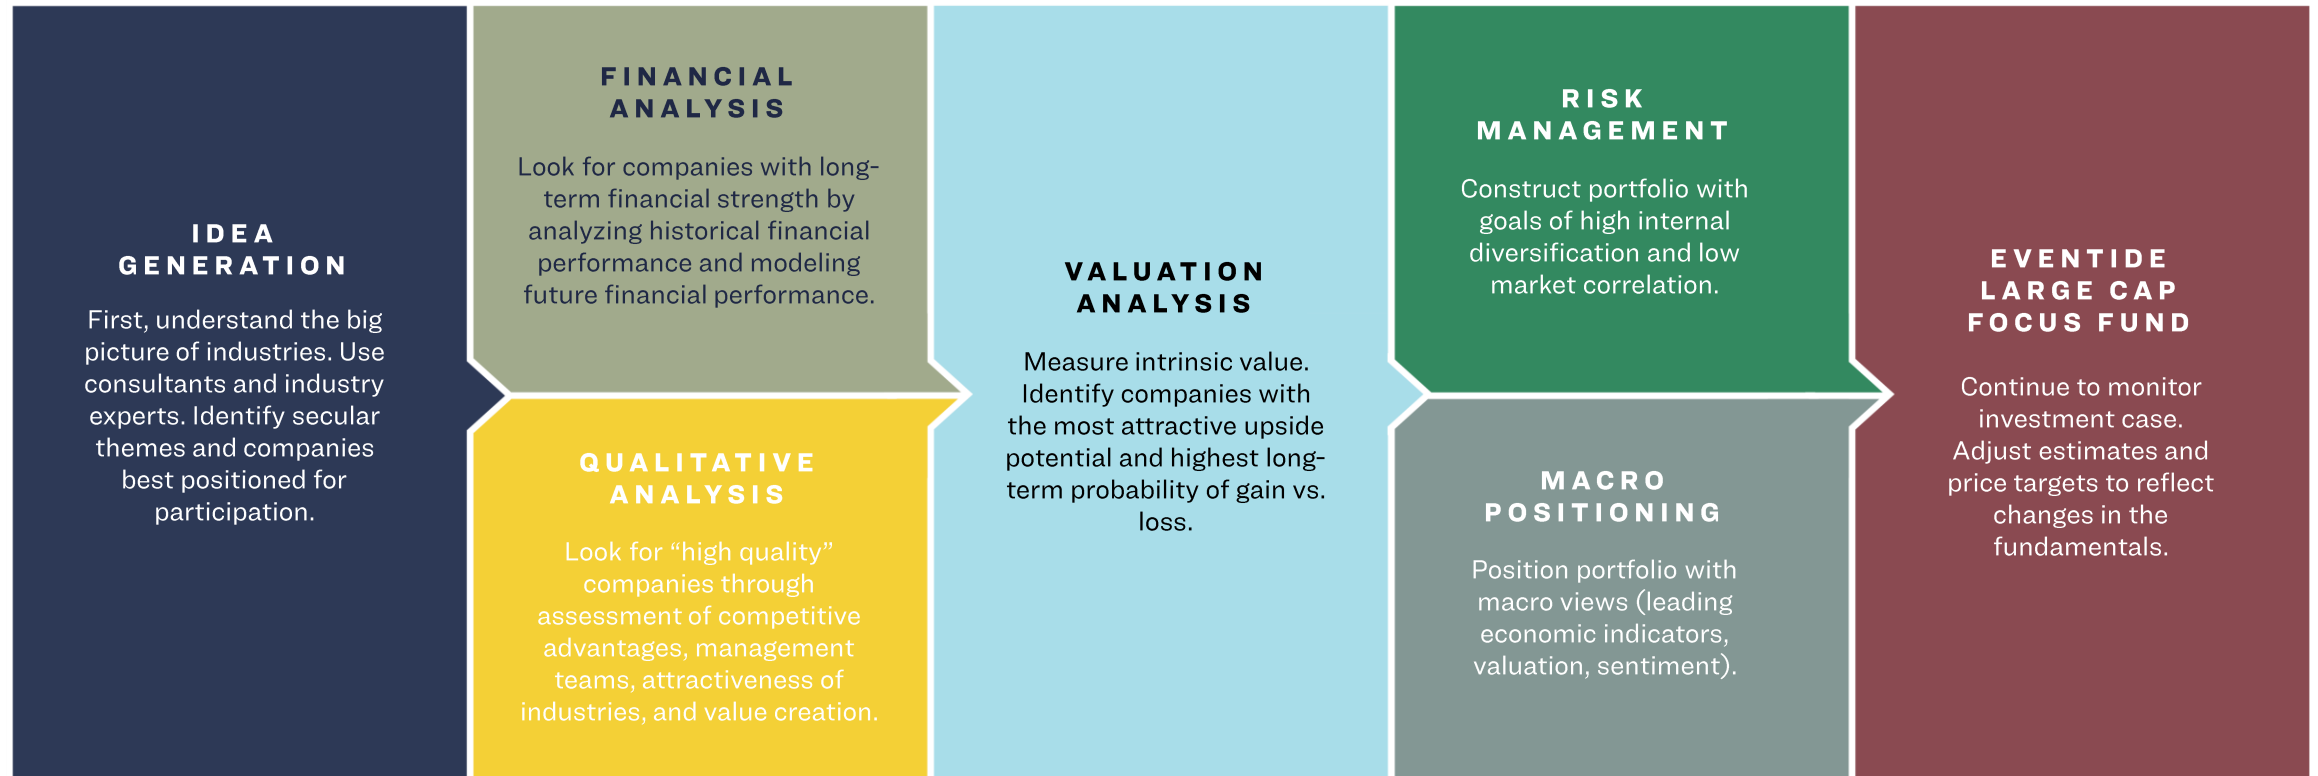 IDEA
GENERATION
First, understand the big
picture of industries. Use
consultants and industry
experts. Identify secular
themes and companies
best positioned for
participation.
FINANCIAL
ANALYSIS
Look for companies with long-
term financial strength by
analyzing historical financial
performance and modeling
future financial performance.
QUALITATIVE
ANALYSIS
Look for “high quality”
companies through
assessment of competitive
advantages, management
teams, attractiveness of
industries, and value creation.
VALUATION
ANALYSIS
Measure intrinsic value.
Identify companies with
the most attractive upside
potential and highest long-
term probability of gain vs.
loss.
RISK
MANAGEMENT
Construct portfolio with
goals of high internal
diversification and low
market correlation.
MACRO
POSITIONING
Position portfolio with
macro views (leading
economic indicators,
valuation, sentiment).
EVENTIDE
LARGE CAP
FOCUS FUND
Continue to monitor
investment case.
Adjust estimates and
price targets to reflect
changes in the
fundamentals.